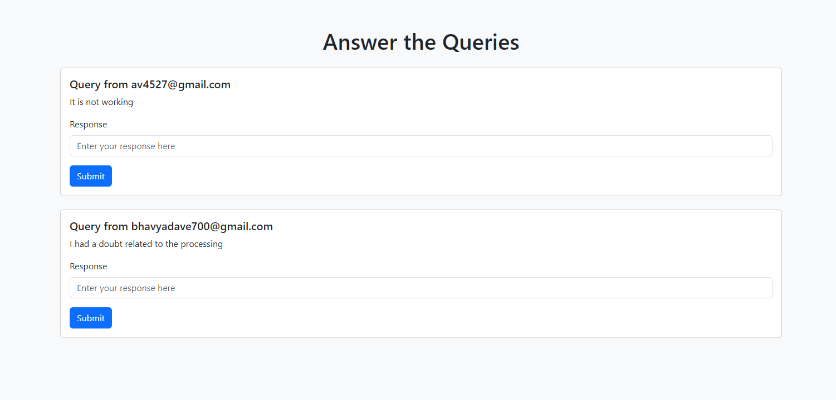 Answer the Queries
Query from av4527@gmail.com
It is not working
Response
Enter your response here
Submit
Query from bhavyadave700@gmail.com
I had a doubt related to the processing
Response
Enter your response here
Submit